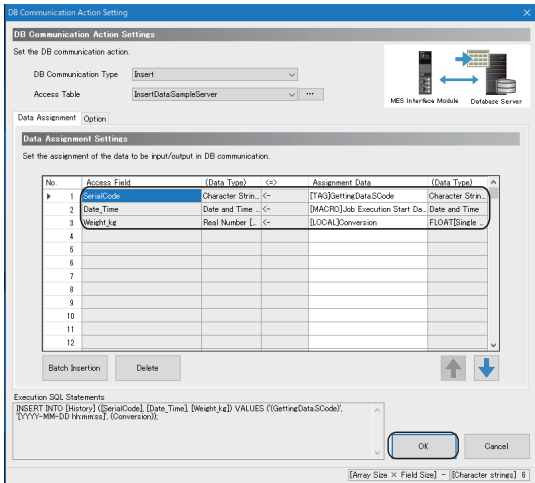 DB Communication Action Setting
DB Communication Action Settings
Set the DB communication action.
DB Communication Type Insert
Access Table InsertDataSampleServer ...
MES Interface Module Database Server
Data Assignment Option
Data Assignment Settings
Set the assignment of the data to be input/output in DB communication.
No. Access Field (Data Type) <=> Assignment Data (Data Type)
1 SerialCode Character Strin... <- [TAG]GettingData.SCode Character Strin...
2 Date_Time Date and Time ... <- [MACRO]Job Execution Start Da... Date and Time
3 Weight_kg Real Number [... <- [LOCAL]Conversion FLOAT[Single ...
4
5
6
7
8
9
10
11
12
Batch Insertion Delete
Execution SQL Statements
INSERT INTO [History] ([SerialCode], [Date_Time], [Weight_kg]) VALUES ('(GettingData.SCode)',
'[YYYY-MM-DD hh:mm:ss]', (Conversion));
OK Cancel
[Array Size × Field Size] - [Character strings] 6